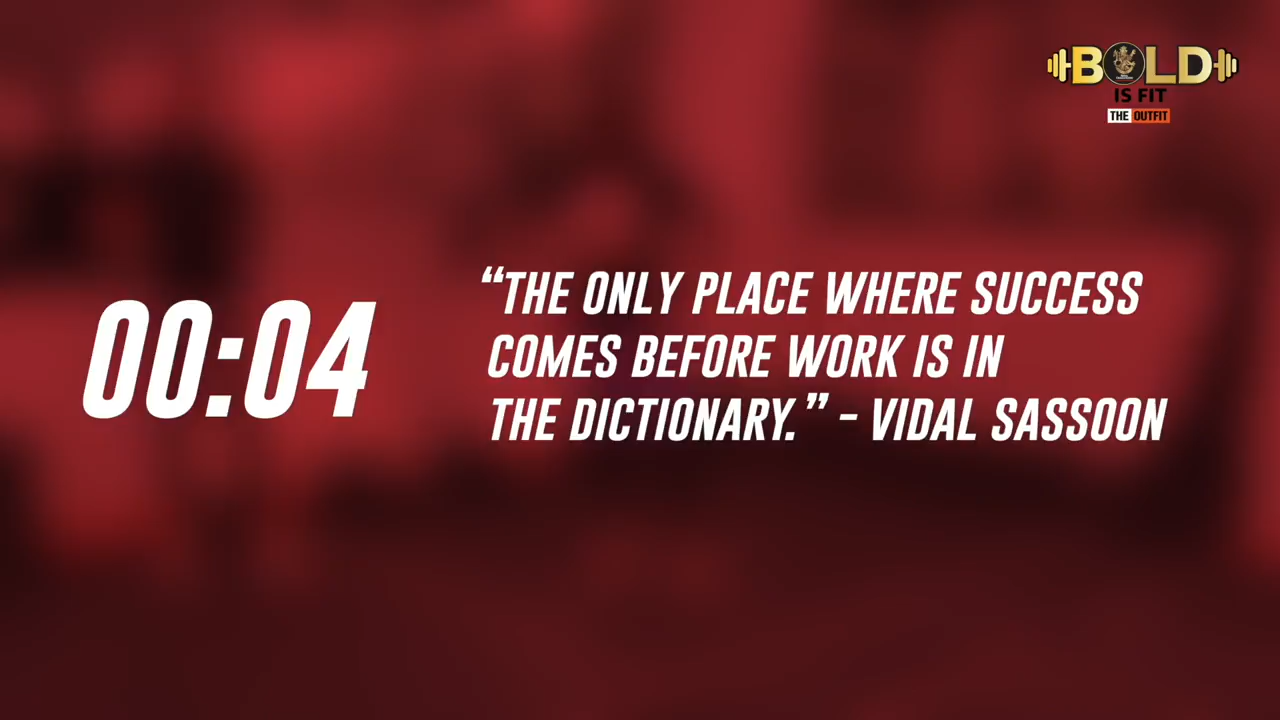 BOLD
IS FIT
THE OUTFIT
00:04
“THE ONLY PLACE WHERE SUCCESS
COMES BEFORE WORK IS IN
THE DICTIONARY.” - VIDAL SASSOON